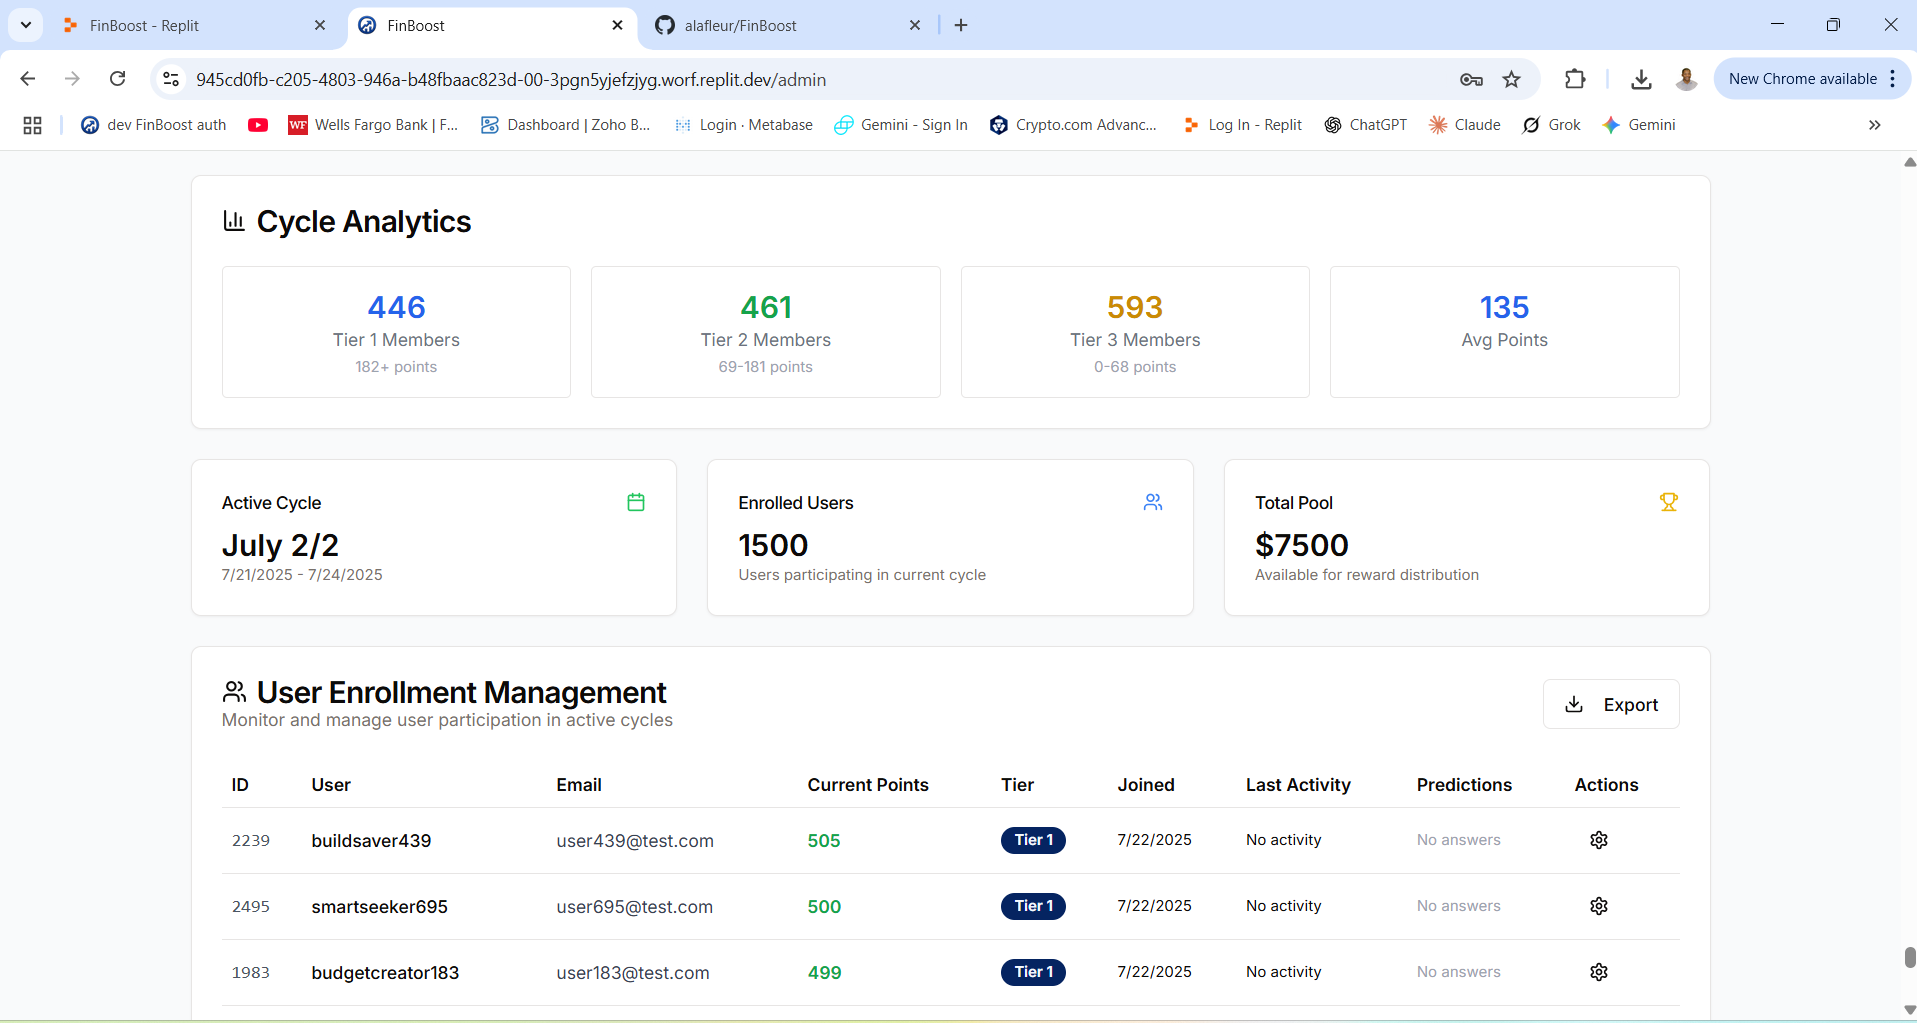 FinBoost - Replit
FinBoost
alafleur/FinBoost
945cd0fb-c205-4803-946a-b48fbaac823d-00-3pgn5yjefzjyg.worf.replit.dev/admin
New Chrome available
dev FinBoost auth
WF Wells Fargo Bank | F...
Dashboard | Zoho B...
Login · Metabase
Gemini - Sign In
Crypto.com Advanc...
Log In - Replit
ChatGPT
Claude
Grok
Gemini
Cycle Analytics
446
Tier 1 Members
182+ points
461
Tier 2 Members
69-181 points
593
Tier 3 Members
0-68 points
135
Avg Points
Active Cycle
July 2/2
7/21/2025 - 7/24/2025
Enrolled Users
1500
Users participating in current cycle
Total Pool
$7500
Available for reward distribution
User Enrollment Management
Monitor and manage user participation in active cycles
Export
ID User Email Current Points Tier Joined Last Activity Predictions Actions
2239 buildsaver439 user439@test.com 505 Tier 1 7/22/2025 No activity No answers
2495 smartseeker695 user695@test.com 500 Tier 1 7/22/2025 No activity No answers
1983 budgetcreator183 user183@test.com 499 Tier 1 7/22/2025 No activity No answers